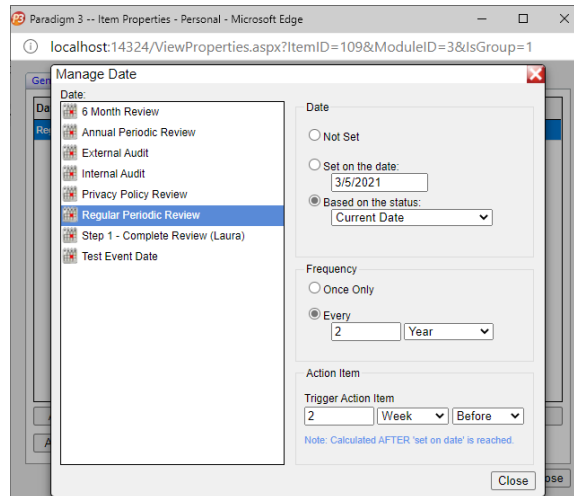 Paradigm 3 -- Item Properties - Personal - Microsoft Edge
localhost:14324/ViewProperties.aspx?ItemID=109&ModuleID=3&IsGroup=1
Gen
Manage Date
Da
Re
Date:
6 Month Review
Annual Periodic Review
External Audit
Internal Audit
Privacy Policy Review
Regular Periodic Review
Step 1 - Complete Review (Laura)
Test Event Date
Date
Not Set
Set on the date:
3/5/2021
Based on the status:
Current Date
Frequency
Once Only
Every
2 Year
Action Item
Trigger Action Item
2 Week Before
Note: Calculated AFTER 'set on date' is reached.
A
Close
ose